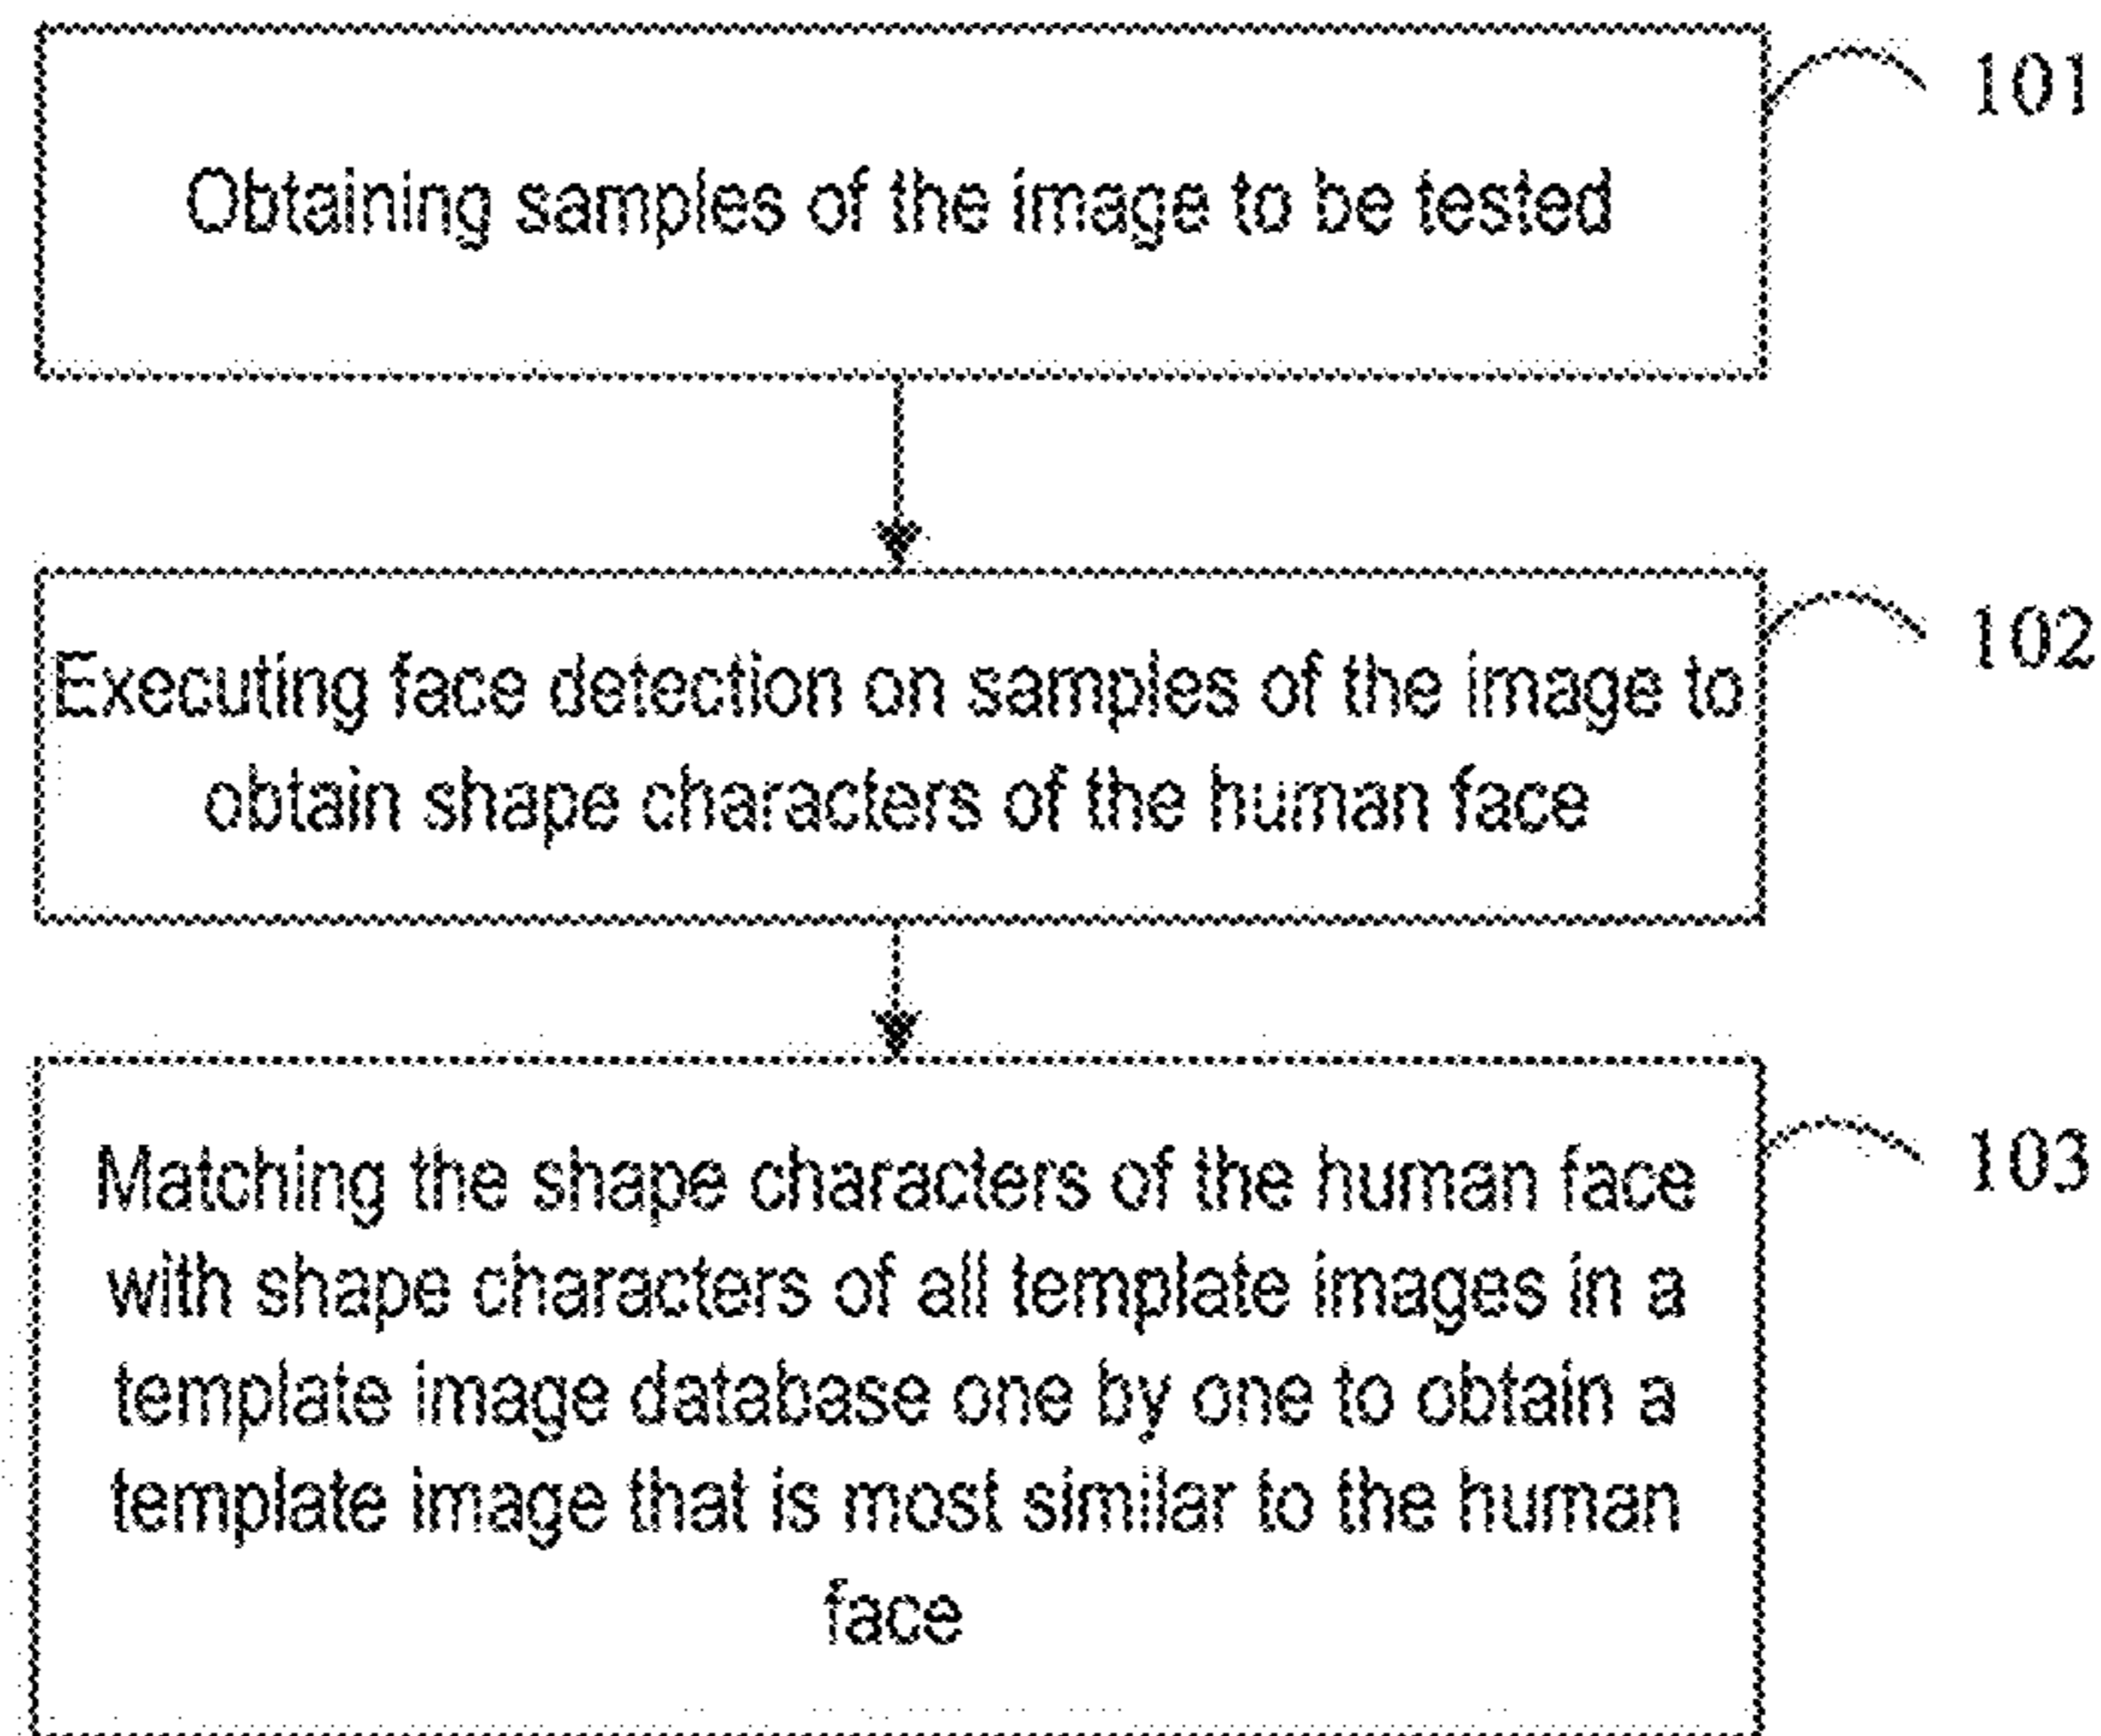 101
Obtaining samples of the image to be tested
102
Executing face detection on samples of the image to
obtain shape characters of the human face
103
Matching the shape characters of the human face
with shape characters of all template images in a
template image database one by one to obtain a
template image that is most similar to the human
face